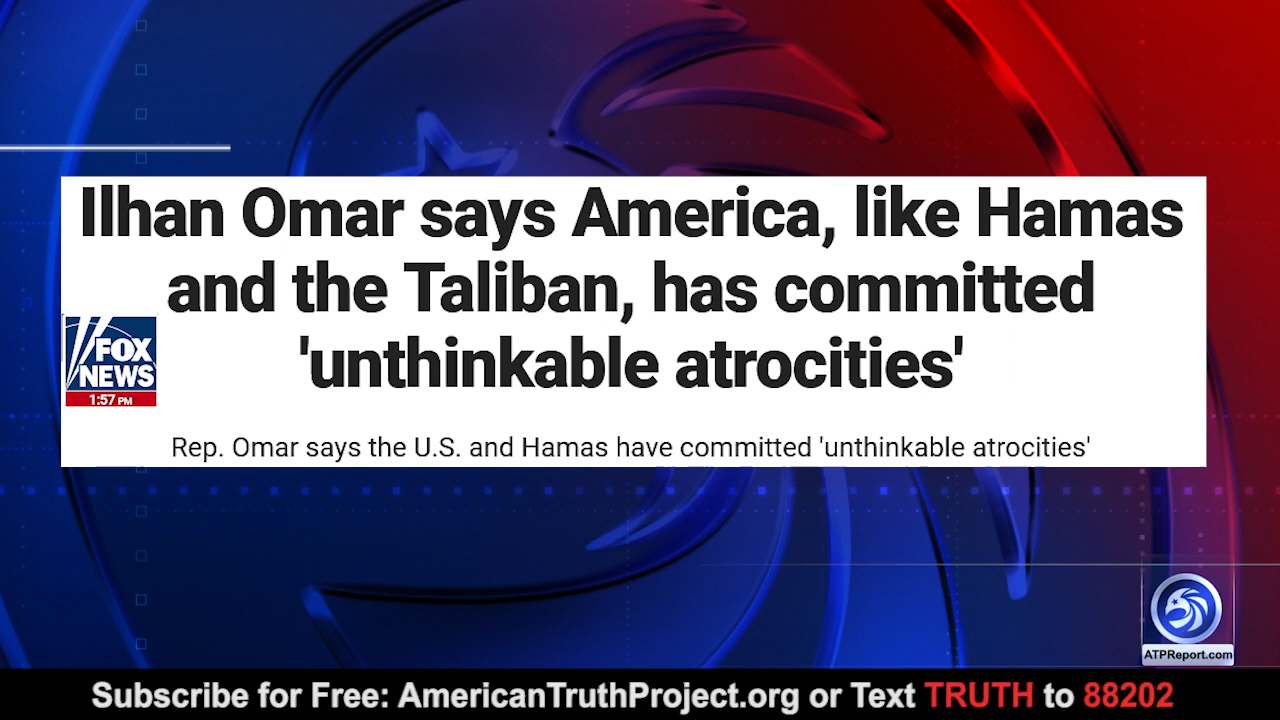 Ilhan Omar says America, like Hamas
and the Taliban, has committed
'unthinkable atrocities'
FOX
NEWS
1:57 PM
Rep. Omar says the U.S. and Hamas have committed 'unthinkable atrocities'
ATPReport.com
Subscribe for Free: AmericanTruthProject.org or Text TRUTH to 88202